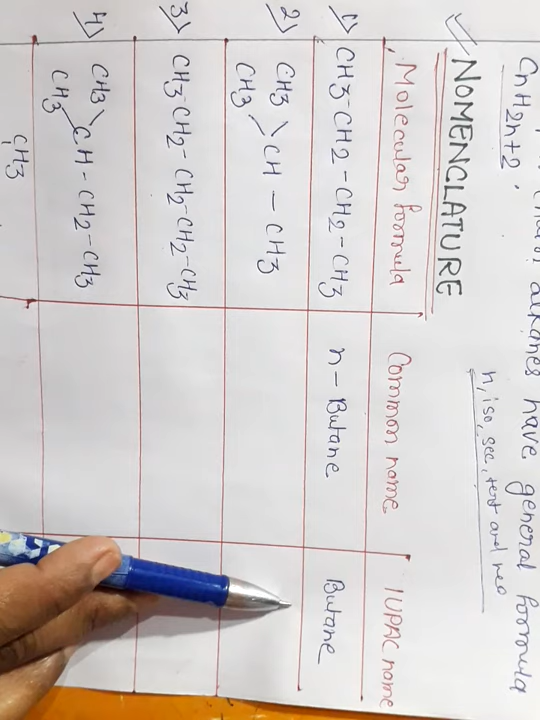 chain alkanes have general formula
CnH2n+2.
n, iso, sec, tert and neo
NOMENCLATURE
Molecular formula Common name IUPAC name
1) CH3-CH2-CH2-CH3 n-Butane Butane
2) CH3
CH3 > CH - CH3
3) CH3-CH2-CH2-CH2-CH3
4) CH3
CH3 > CH-CH2-CH3
CH3